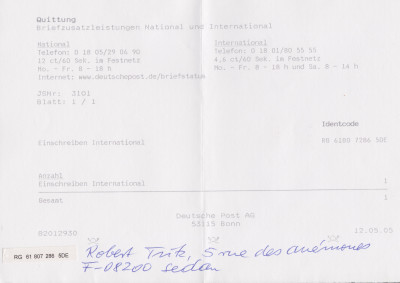 Quittung
Briefzusatzleistungen National und International
National
Telefon: 0 18 05/29 06 90
12 ct/60 Sek. im Festnetz
Mo. - Fr. 8 - 18 h
Internet: www.deutschepost.de/briefstatus
International
Telefon: 0 18 01/80 55 55
4,6 ct/60 Sek. im Festnetz
Mo. - Fr. 8 - 18 h und Sa. 8 - 14 h
JSNr: 3101
Blatt: 1 / 1
Identcode
Einschreiben International
RG 6180 7286 5DE
Anzahl
Einschreiben International 1
Gesamt 1
Deutsche Post AG
53115 Bonn
82012930
12.05.05
RG 61 807 286 5DE
Robert Fritz, 5 rue des anémones
F-08200 sedan